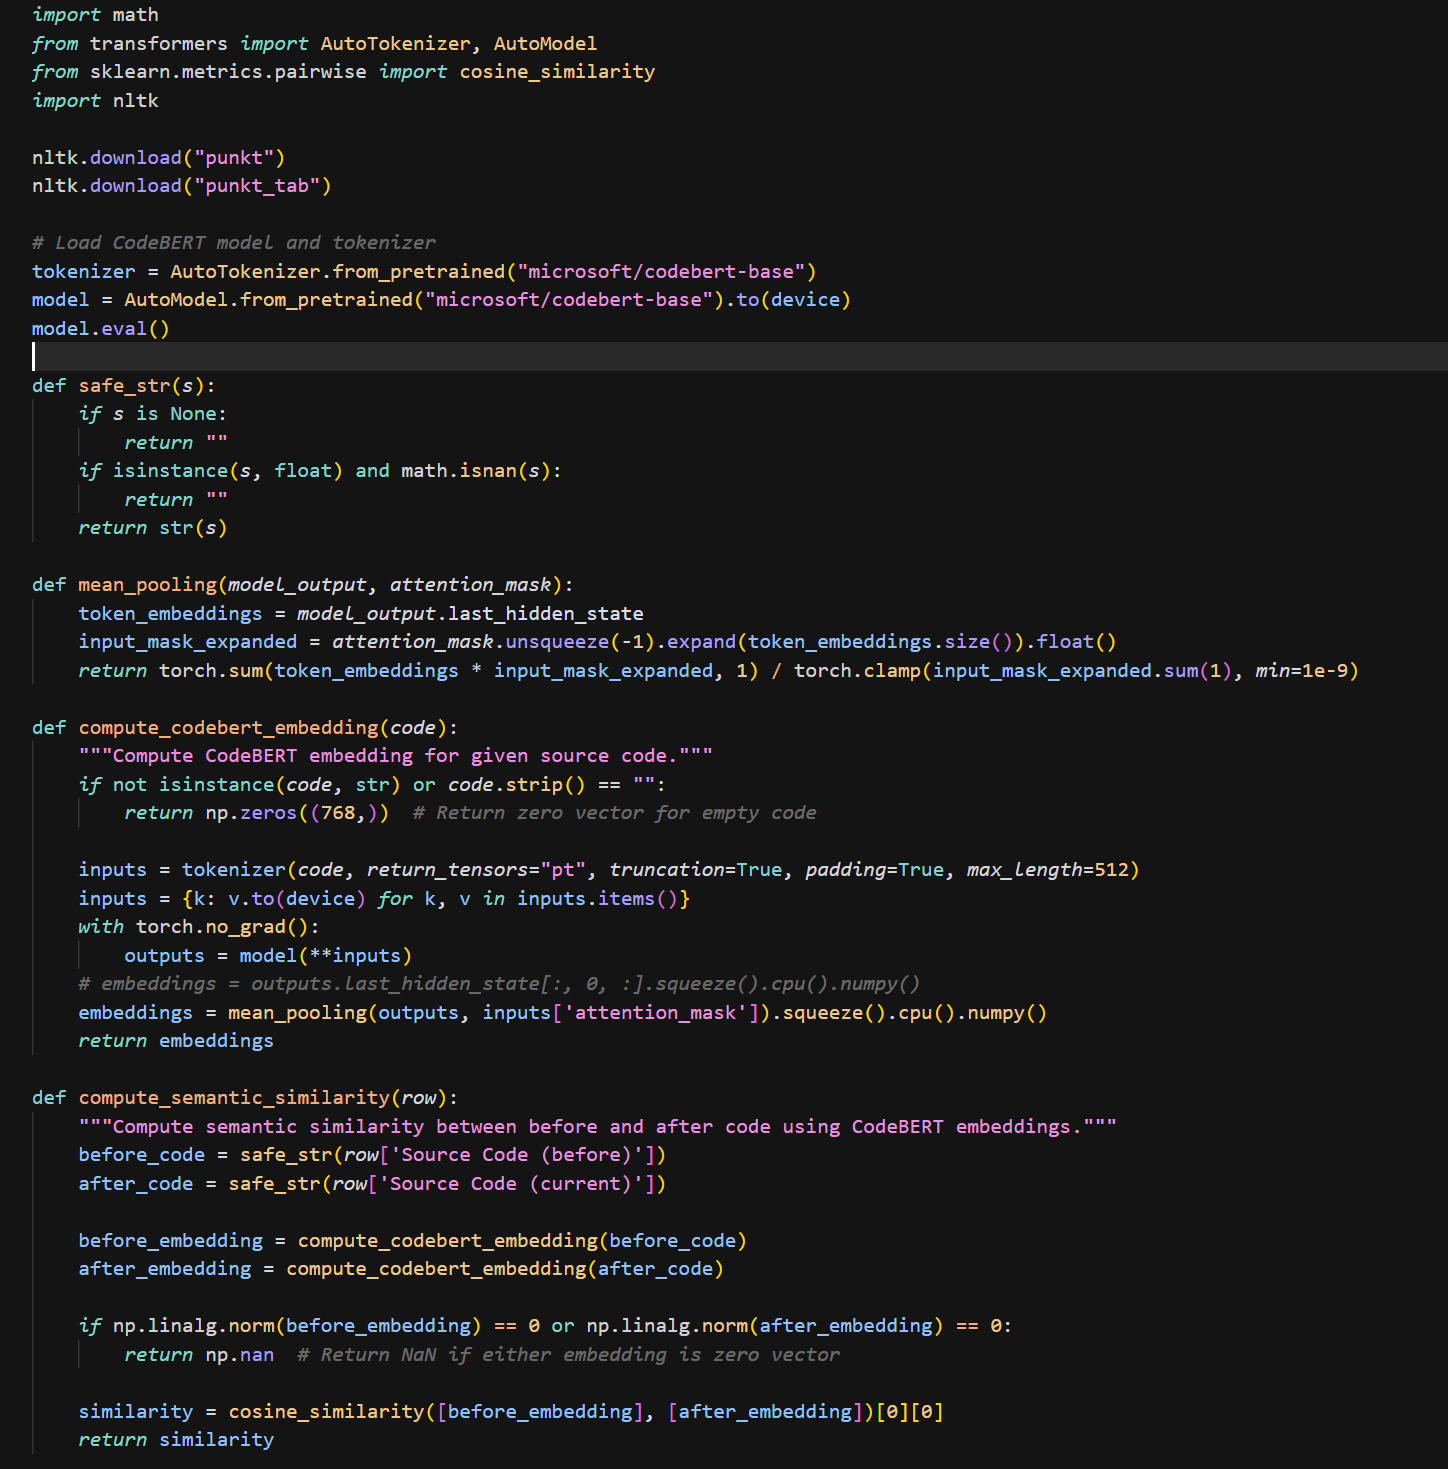 import math
from transformers import AutoTokenizer, AutoModel
from sklearn.metrics.pairwise import cosine_similarity
import nltk

nltk.download("punkt")
nltk.download("punkt_tab")

# Load CodeBERT model and tokenizer
tokenizer = AutoTokenizer.from_pretrained("microsoft/codebert-base")
model = AutoModel.from_pretrained("microsoft/codebert-base").to(device)
model.eval()

def safe_str(s):
    if s is None:
        return ""
    if isinstance(s, float) and math.isnan(s):
        return ""
    return str(s)

def mean_pooling(model_output, attention_mask):
    token_embeddings = model_output.last_hidden_state
    input_mask_expanded = attention_mask.unsqueeze(-1).expand(token_embeddings.size()).float()
    return torch.sum(token_embeddings * input_mask_expanded, 1) / torch.clamp(input_mask_expanded.sum(1), min=1e-9)

def compute_codebert_embedding(code):
    """Compute CodeBERT embedding for given source code."""
    if not isinstance(code, str) or code.strip() == "":
        return np.zeros((768,))  # Return zero vector for empty code

    inputs = tokenizer(code, return_tensors="pt", truncation=True, padding=True, max_length=512)
    inputs = {k: v.to(device) for k, v in inputs.items()}
    with torch.no_grad():
        outputs = model(**inputs)
    # embeddings = outputs.last_hidden_state[:, 0, :].squeeze().cpu().numpy()
    embeddings = mean_pooling(outputs, inputs['attention_mask']).squeeze().cpu().numpy()
    return embeddings

def compute_semantic_similarity(row):
    """Compute semantic similarity between before and after code using CodeBERT embeddings."""
    before_code = safe_str(row['Source Code (before)'])
    after_code = safe_str(row['Source Code (current)'])

    before_embedding = compute_codebert_embedding(before_code)
    after_embedding = compute_codebert_embedding(after_code)

    if np.linalg.norm(before_embedding) == 0 or np.linalg.norm(after_embedding) == 0:
        return np.nan  # Return NaN if either embedding is zero vector

    similarity = cosine_similarity([before_embedding], [after_embedding])[0][0]
    return similarity